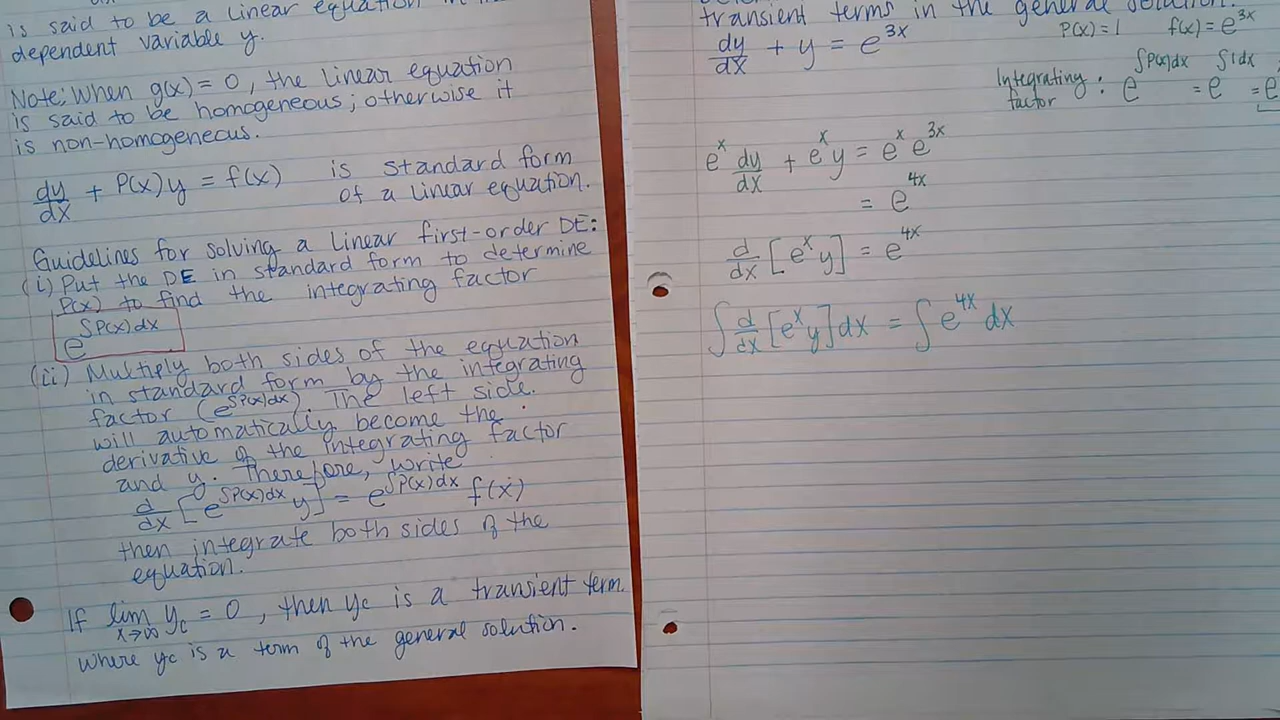 is said to be a linear equation in the
dependent variable y.
Note: When g(x) = 0, the linear equation
is said to be homogeneous; otherwise it
is non-homogeneous.
dy/dx + P(x)y = f(x) is standard form
of a linear equation.
Guidelines for solving a linear first-order DE:
(i) Put the DE in standard form to determine
P(x) to find the integrating factor
e^∫P(x)dx
(ii) Multiply both sides of the equation
in standard form by the integrating
factor (e^∫P(x)dx). The left side
will automatically become the
derivative of the integrating factor
and y. Therefore, write
d/dx [e^∫P(x)dx y] = e^∫P(x)dx f(x)
then integrate both sides of the
equation.
If lim x→∞ yc = 0, then yc is a transient term.
where yc is a term of the general solution.
transient terms in the general solution.
dy/dx + y = e^3x
P(x) = 1 f(x) = e^3x
Integrating factor : e^∫P(x)dx = e^∫1dx = e
e^x dy/dx + e^x y = e^x e^3x
= e^4x
d/dx [e^x y] = e^4x
∫ d/dx [e^x y] dx = ∫ e^4x dx